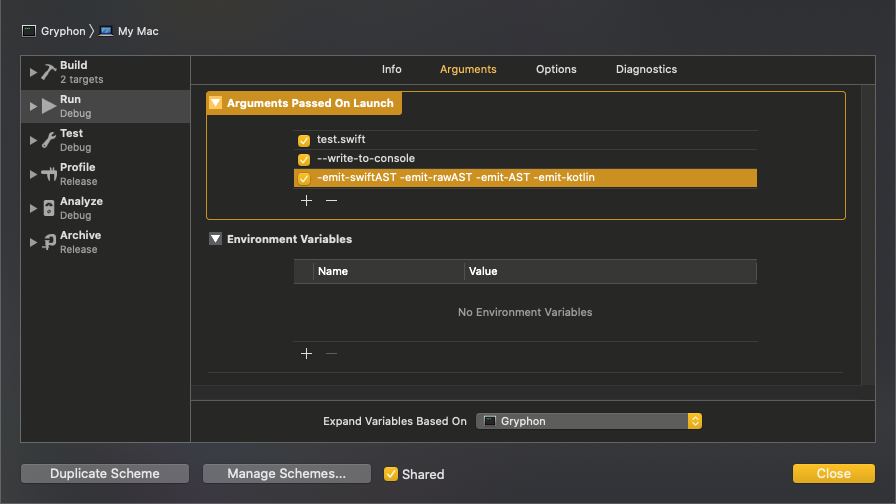 Gryphon My Mac
Build
2 targets
Run
Debug
Test
Debug
Profile
Release
Analyze
Debug
Archive
Release
Info Arguments Options Diagnostics
Arguments Passed On Launch
test.swift
--write-to-console
-emit-swiftAST -emit-rawAST -emit-AST -emit-kotlin
Environment Variables
Name Value
No Environment Variables
Expand Variables Based On Gryphon
Duplicate Scheme Manage Schemes... Shared Close